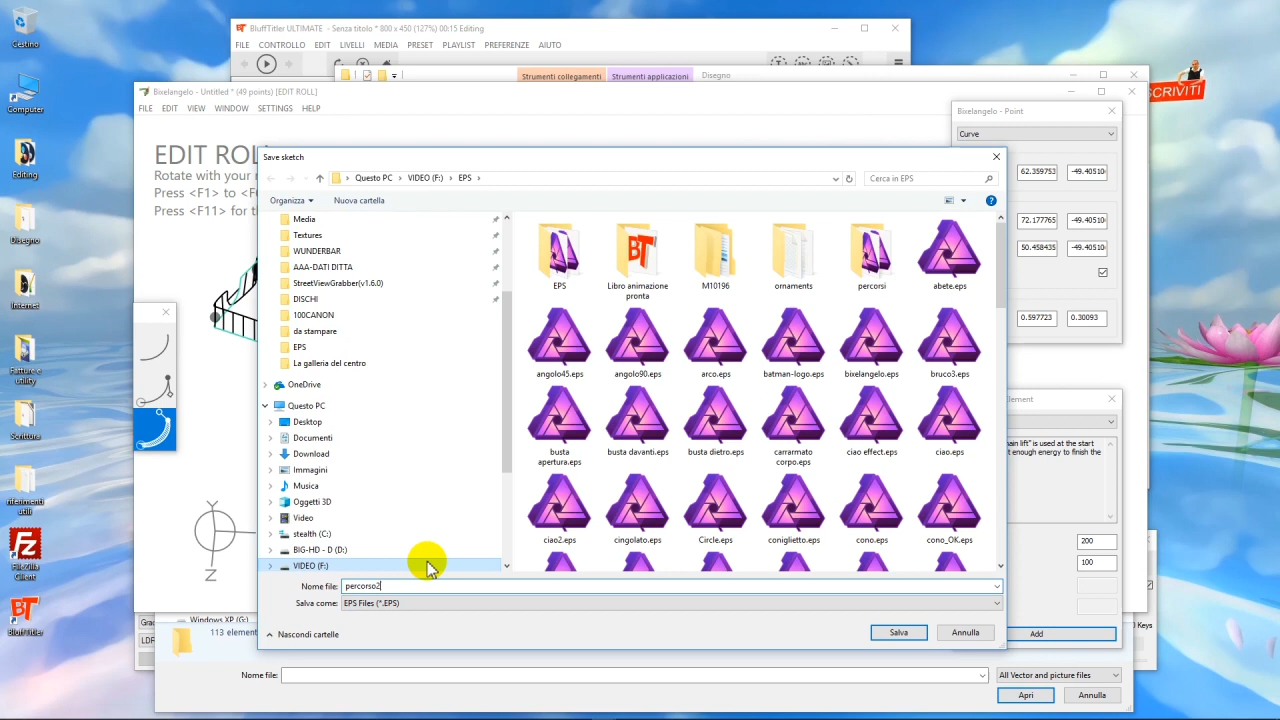 Cestino
Computer
Editing
Disegno
Internet
Fatture e
utility
Scrittura
riferimenti
utili
FileZilla
Client
BluffTitler
BluffTitler ULTIMATE - Senza titolo * 800 x 450 (127%) 00:15 Editing
FILE CONTROLLO EDIT LIVELLI MEDIA PRESET PLAYLIST PREFERENZE AIUTO
Strumenti collegamenti Strumenti applicazioni Disegno
ISCRIVITI
Bixelangelo - Untitled * (49 points) [EDIT ROLL]
FILE EDIT VIEW WINDOW SETTINGS HELP
EDIT ROL
Rotate with your
Press <F1> to <F
Press <F11> for th
Y
Z
Bixelangelo - Point
Curve
62.359753 -49.40510
72.177765 -49.40510
50.458435 -49.40510
0.597723 0.30093
lement
ain lift" is used at the start
t enough energy to finish the
200
100
Add
Keys
Save sketch
Questo PC > VIDEO (F:) > EPS >
Cerca in EPS
Organizza Nuova cartella
Media
Textures
WUNDERBAR
AAA-DATI DITTA
StreetViewGrabber(v1.6.0)
DISCHI
100CANON
da stampare
EPS
La galleria del centro
OneDrive
Questo PC
Desktop
Documenti
Download
Immagini
Musica
Oggetti 3D
Video
stealth (C:)
BIG-HD - D (D:)
VIDEO (F:)
EPS
Libro animazione
pronta
M10196
ornaments
percorsi
abete.eps
angolo45.eps
angolo90.eps
arco.eps
batman-logo.eps
bixelangelo.eps
bruco3.eps
busta
apertura.eps
busta davanti.eps
busta dietro.eps
carrarmato
corpo.eps
ciao effect.eps
ciao.eps
ciao2.eps
cingolato.eps
Circle.eps
coniglietto.eps
cono.eps
cono_OK.eps
Nome file: percorso2
Salva come: EPS Files (*.EPS)
Nascondi cartelle
Salva
Annulla
Windows XP (G:)
Grac
LDF
113 element
Nome file:
All Vector and picture files
Apri
Annulla